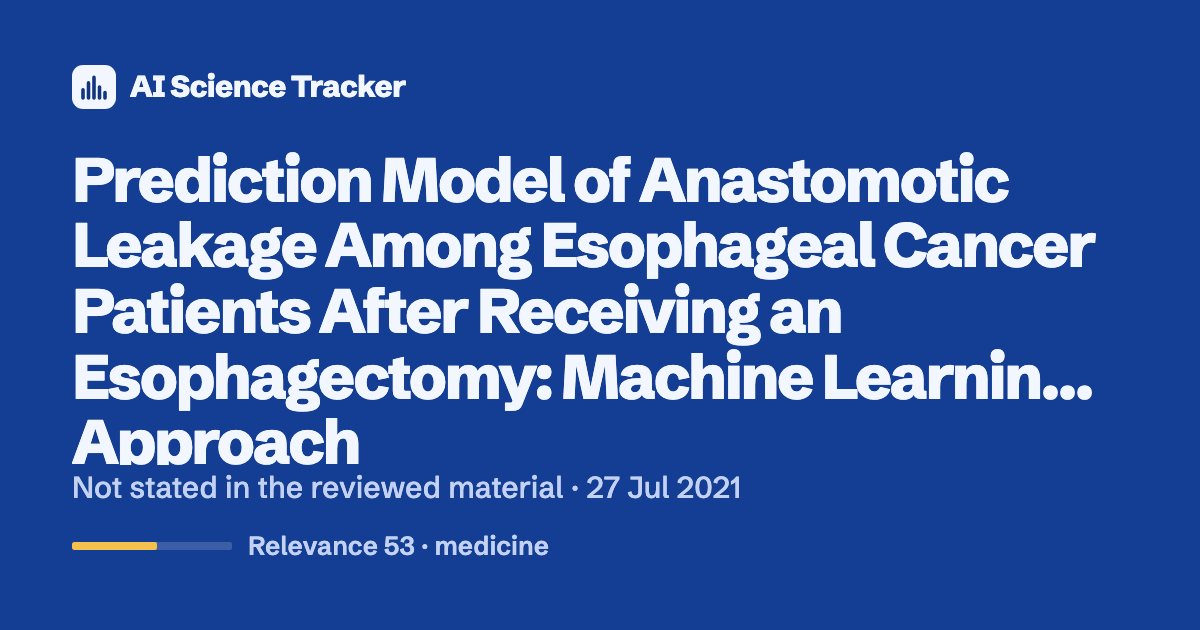 AI Science Tracker
Prediction Model of Anastomotic
Leakage Among Esophageal Cancer
Patients After Receiving an
Esophagectomy: Machine Learnin...
Approach
Not stated in the reviewed material · 27 Jul 2021
Relevance 53 · medicine